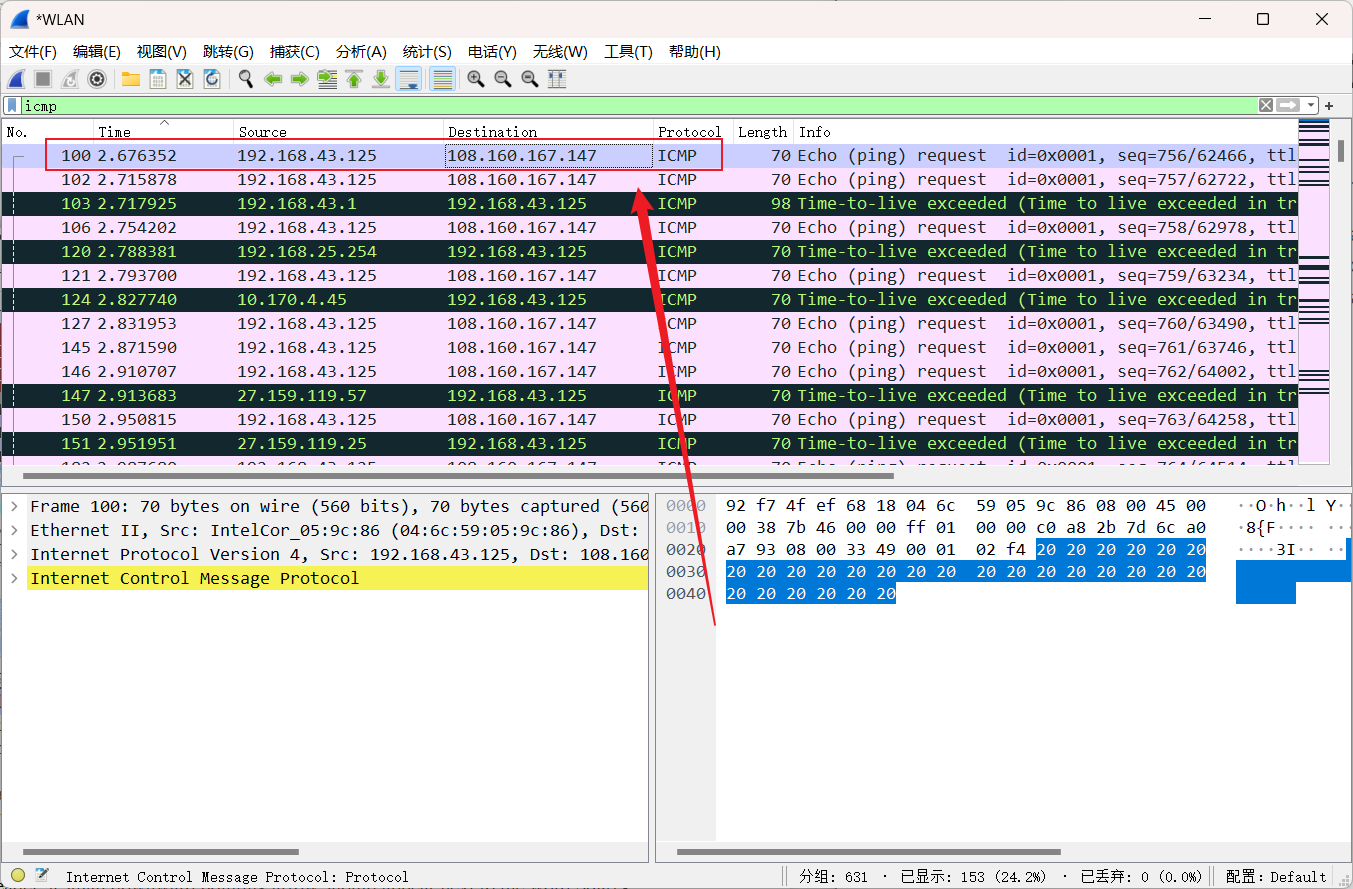 *WLAN
文件(F) 编辑(E) 视图(V) 跳转(G) 捕获(C) 分析(A) 统计(S) 电话(Y) 无线(W) 工具(T) 帮助(H)
icmp
No. Time Source Destination Protocol Length Info
100 2.676352 192.168.43.125 108.160.167.147 ICMP 70 Echo (ping) request id=0x0001, seq=756/62466, ttl
102 2.715878 192.168.43.125 108.160.167.147 ICMP 70 Echo (ping) request id=0x0001, seq=757/62722, ttl
103 2.717925 192.168.43.1 192.168.43.125 ICMP 98 Time-to-live exceeded (Time to live exceeded in tr
106 2.754202 192.168.43.125 108.160.167.147 ICMP 70 Echo (ping) request id=0x0001, seq=758/62978, ttl
120 2.788381 192.168.25.254 192.168.43.125 ICMP 70 Time-to-live exceeded (Time to live exceeded in tr
121 2.793700 192.168.43.125 108.160.167.147 ICMP 70 Echo (ping) request id=0x0001, seq=759/63234, ttl
124 2.827740 10.170.4.45 192.168.43.125 ICMP 70 Time-to-live exceeded (Time to live exceeded in tr
127 2.831953 192.168.43.125 108.160.167.147 ICMP 70 Echo (ping) request id=0x0001, seq=760/63490, ttl
145 2.871590 192.168.43.125 108.160.167.147 ICMP 70 Echo (ping) request id=0x0001, seq=761/63746, ttl
146 2.910707 192.168.43.125 108.160.167.147 ICMP 70 Echo (ping) request id=0x0001, seq=762/64002, ttl
147 2.913683 27.159.119.57 192.168.43.125 ICMP 70 Time-to-live exceeded (Time to live exceeded in tr
150 2.950815 192.168.43.125 108.160.167.147 ICMP 70 Echo (ping) request id=0x0001, seq=763/64258, ttl
151 2.951951 27.159.119.25 192.168.43.125 ICMP 70 Time-to-live exceeded (Time to live exceeded in tr
Frame 100: 70 bytes on wire (560 bits), 70 bytes captured (560
Ethernet II, Src: IntelCor_05:9c:86 (04:6c:59:05:9c:86), Dst:
Internet Protocol Version 4, Src: 192.168.43.125, Dst: 108.160
Internet Control Message Protocol
0000 92 f7 4f ef 68 18 04 6c 59 05 9c 86 08 00 45 00 ··O·h··l Y·
0010 00 38 7b 46 00 00 ff 01 00 00 c0 a8 2b 7d 6c a0 ·8{F···· ··
0020 a7 93 08 00 33 49 00 01 02 f4 20 20 20 20 20 20 ····3I·· ··
0030 20 20 20 20 20 20 20 20 20 20 20 20 20 20 20 20
0040 20 20 20 20 20 20
Internet Control Message Protocol: Protocol 分组: 631 · 已显示: 153 (24.2%) · 已丢弃: 0 (0.0%) 配置: Default